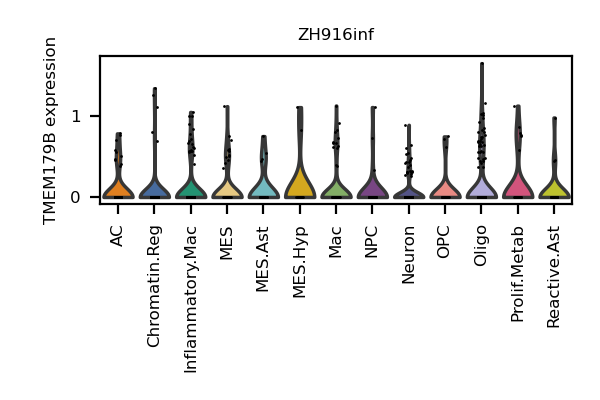 ZH916inf
TMEM179B expression
1
0
AC
Chromatin.Reg
Inflammatory.Mac
MES
MES.Ast
MES.Hyp
Mac
NPC
Neuron
OPC
Oligo
Prolif.Metab
Reactive.Ast